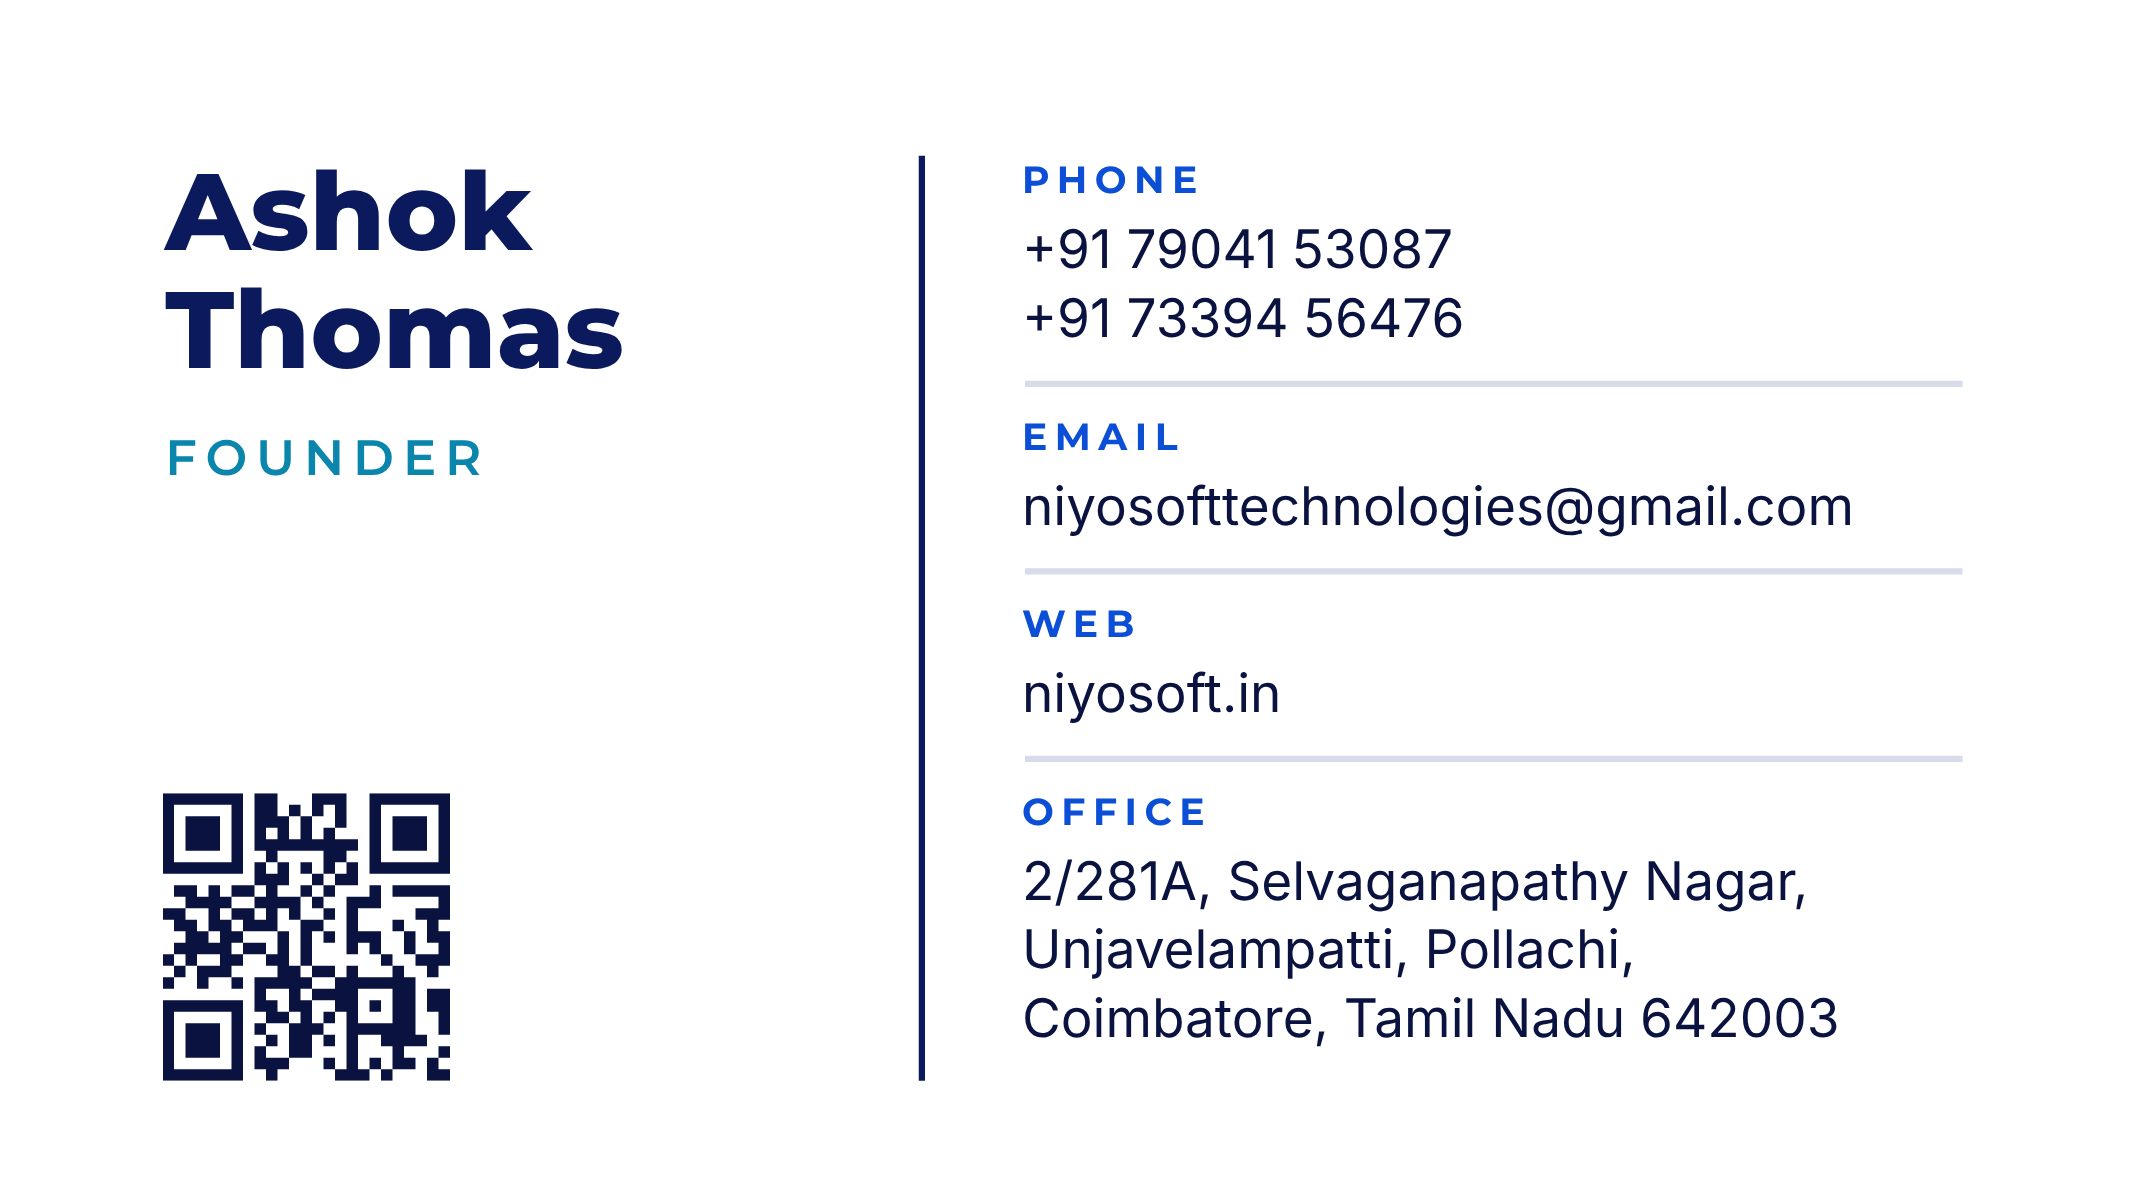 Ashok
Thomas
FOUNDER
PHONE
+91 79041 53087
+91 73394 56476
EMAIL
niyosofttechnologies@gmail.com
WEB
niyosoft.in
OFFICE
2/281A, Selvaganapathy Nagar,
Unjavelampatti, Pollachi,
Coimbatore, Tamil Nadu 642003